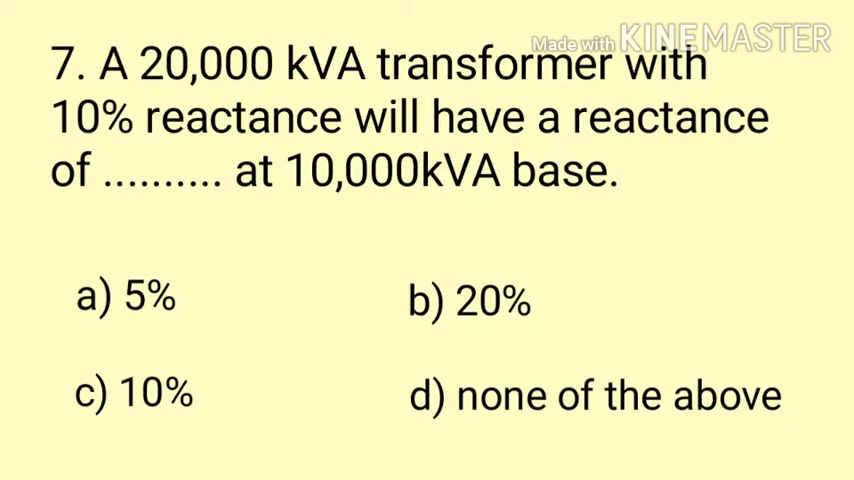 Made with KINEMASTER
7. A 20,000 kVA transformer with
10% reactance will have a reactance
of .......... at 10,000kVA base.
a) 5%
b) 20%
c) 10%
d) none of the above